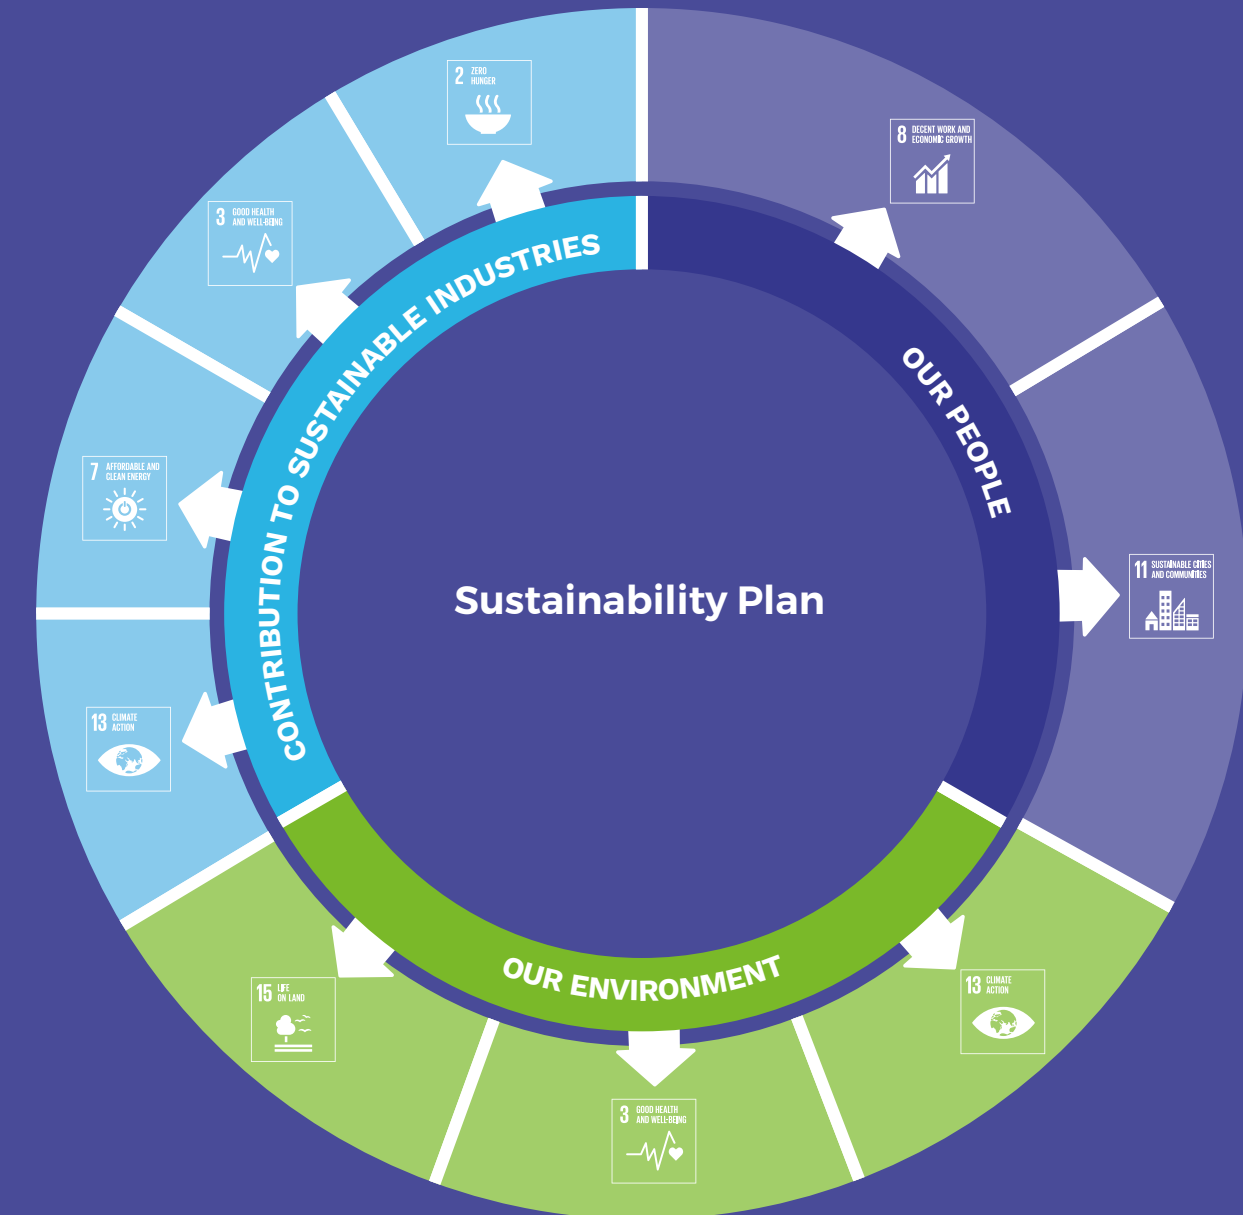 2 ZERO
HUNGER
8 DECENT WORK AND
ECONOMIC GROWTH
3 GOOD HEALTH
AND WELL-BEING
CONTRIBUTION TO SUSTAINABLE INDUSTRIES
OUR PEOPLE
7 AFFORDABLE AND
CLEAN ENERGY
11 SUSTAINABLE CITIES
AND COMMUNITIES
Sustainability Plan
13 CLIMATE
ACTION
OUR ENVIRONMENT
15 LIFE
ON LAND
13 CLIMATE
ACTION
3 GOOD HEALTH
AND WELL-BEING